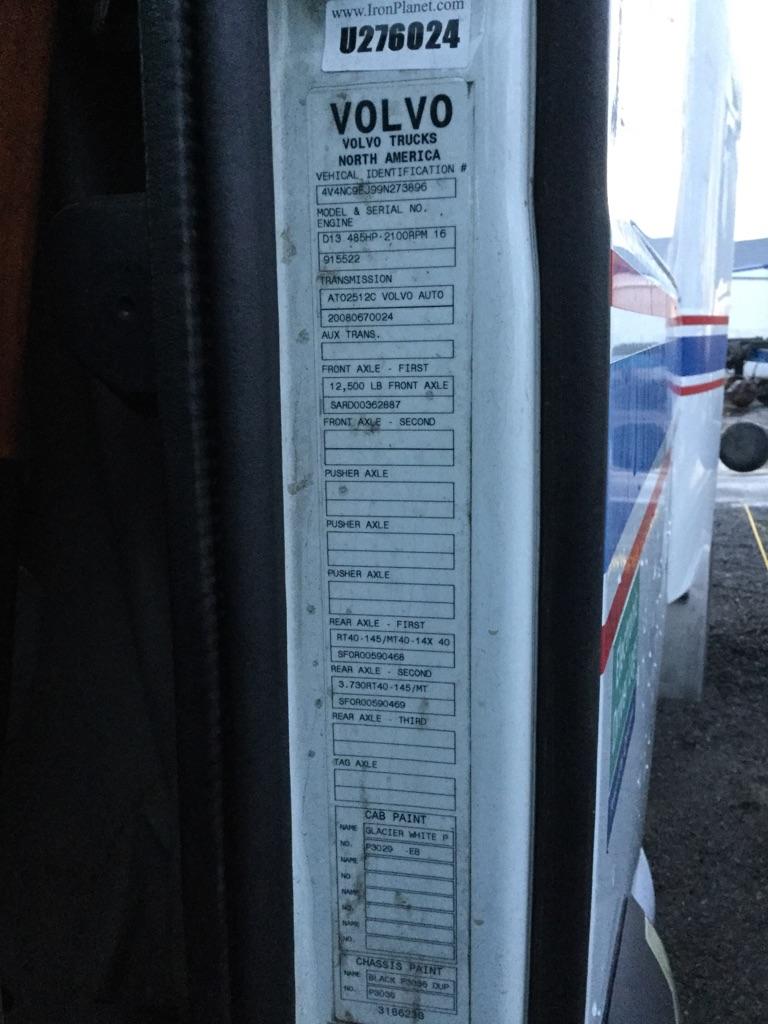 www.IronPlanet.com
U276024
VOLVO
VOLVO TRUCKS
NORTH AMERICA
VEHICAL IDENTIFICATION #
4V4NC9EJ99N273896
MODEL & SERIAL NO.
ENGINE
D13 485HP-2100RPM 16
915522
TRANSMISSION
ATO2512C VOLVO AUTO
20080670024
AUX TRANS.
FRONT AXLE - FIRST
12,500 LB FRONT AXLE
SARD00362887
FRONT AXLE - SECOND
PUSHER AXLE
PUSHER AXLE
PUSHER AXLE
REAR AXLE - FIRST
RT40-145/MT40-14X 40
SFOR00590468
REAR AXLE - SECOND
3.730RT40-145/MT
SFOR00590469
REAR AXLE - THIRD
TAG AXLE
CAB PAINT
NAME GLACIER WHITE P
NO. P3029 -EB
NAME
NO
NAME
NO.
NAME
NO.
CHASSIS PAINT
NAME BLACK P3036 DUP
NO. P3036